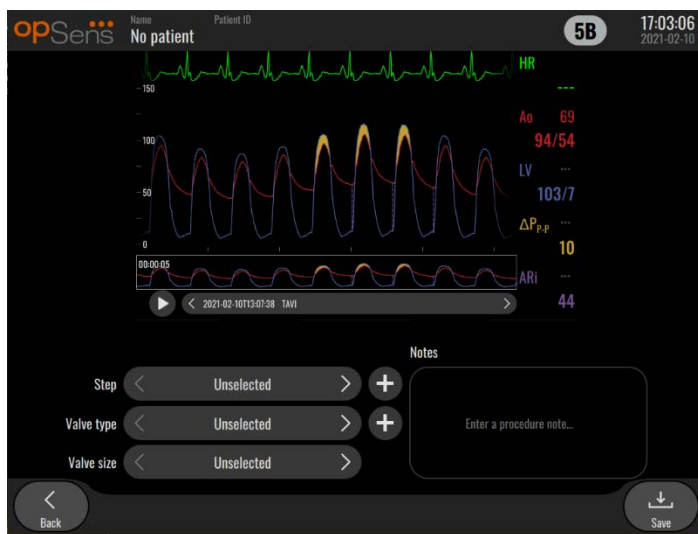 opSens
Name
No patient
Patient ID
5B
17:03:06
2021-02-10
HR
---
150
100
50
0
Ao 69
94/54
LV ---
103/7
ΔPP-P ---
10
ARi ---
44
00:00:05
2021-02-10T13:07:38 TAVI
Notes
Step Unselected
Valve type Unselected
Enter a procedure note...
Valve size Unselected
Back
Save